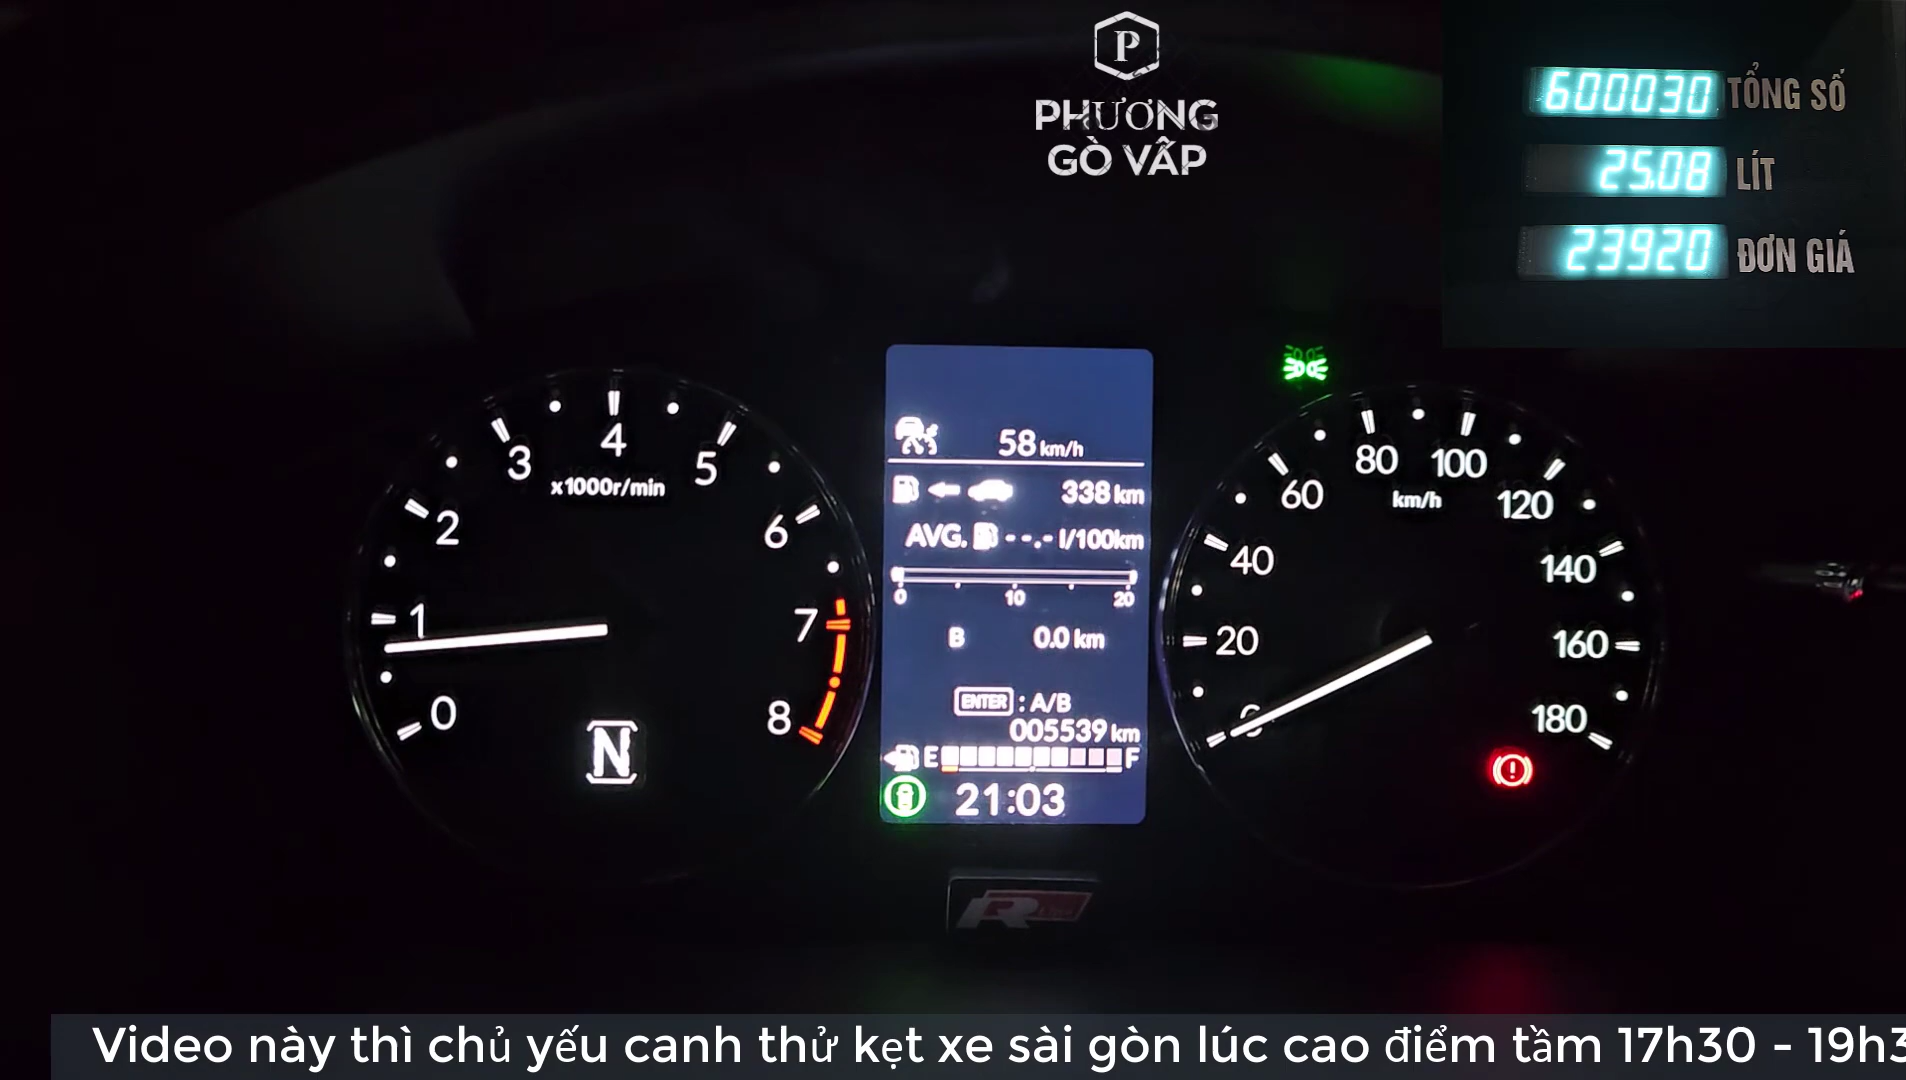 P
PHƯƠNG
GÒ VẤP
600030 TỔNG SỐ
25.08 LÍT
23920 ĐƠN GIÁ
0 1 2 3 4 5 6 7 8
x1000r/min
N
58 km/h
338 km
AVG. --.- l/100km
0 10 20
B 0.0 km
ENTER : A/B
005539 km
E F
21:03
0 20 40 60 80 100 120 140 160 180
km/h
R
Video này thì chủ yếu canh thử kẹt xe sài gòn lúc cao điểm tầm 17h30 - 19h3